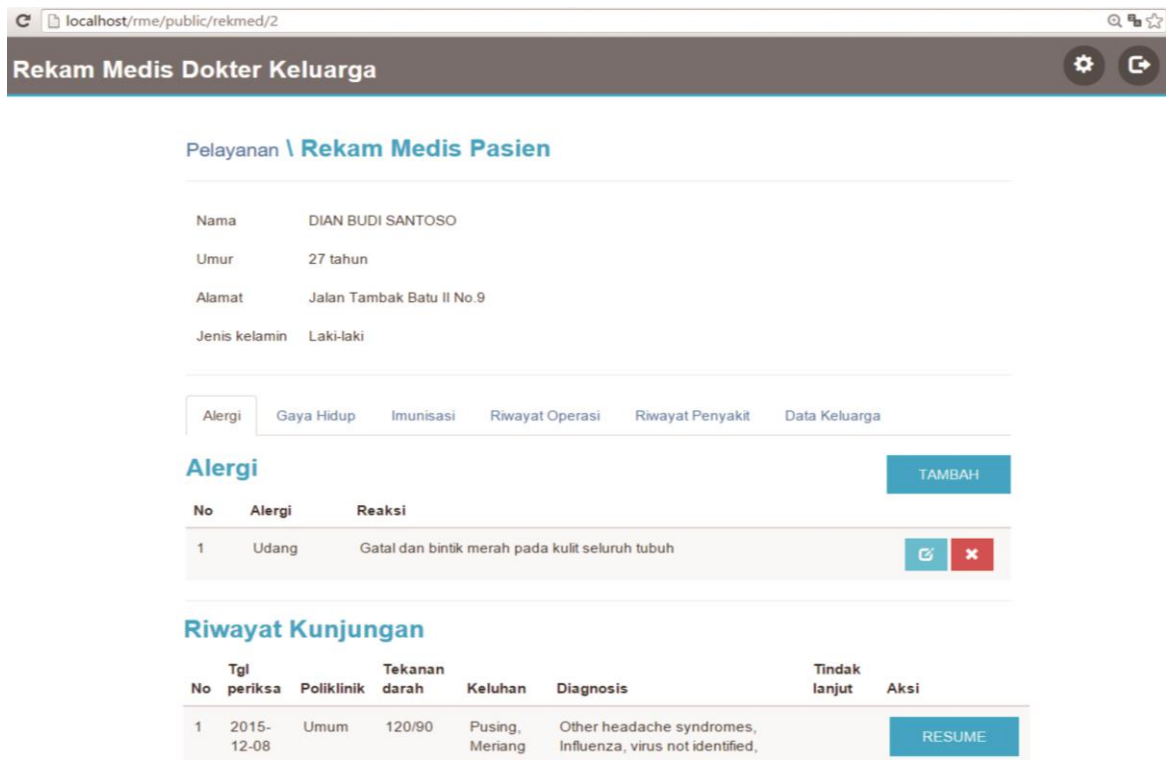 localhost/rme/public/rekmed/2
Rekam Medis Dokter Keluarga
Pelayanan \ Rekam Medis Pasien
Nama DIAN BUDI SANTOSO
Umur 27 tahun
Alamat Jalan Tambak Batu II No.9
Jenis kelamin Laki-laki
Alergi Gaya Hidup Imunisasi Riwayat Operasi Riwayat Penyakit Data Keluarga
Alergi
TAMBAH
No Alergi Reaksi
1 Udang Gatal dan bintik merah pada kulit seluruh tubuh
Riwayat Kunjungan
Tgl Tekanan Tindak
No periksa Poliklinik darah Keluhan Diagnosis lanjut Aksi
1 2015- Umum 120/90 Pusing, Other headache syndromes, RESUME
12-08 Meriang Influenza, virus not identified,